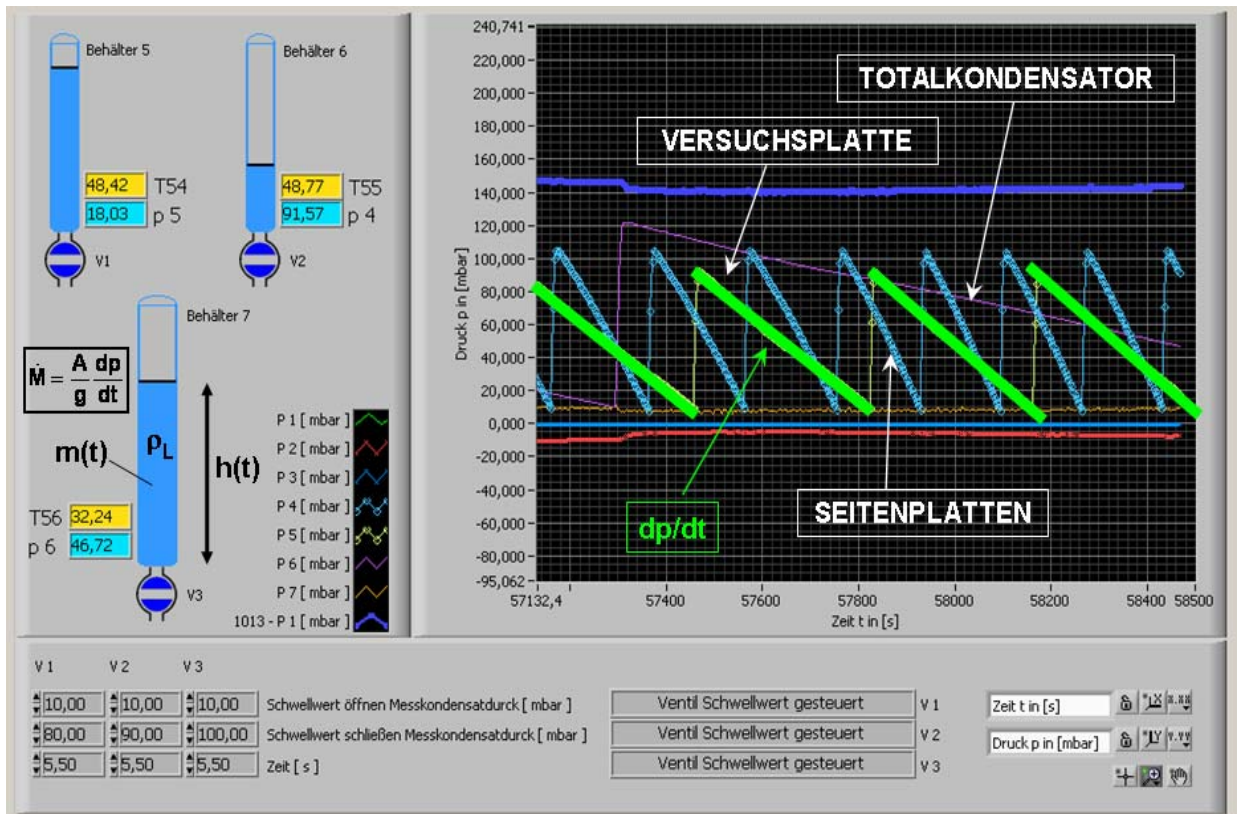 Behälter 5
Behälter 6
48,42 T54
18,03 p 5
48,77 T55
91,57 p 4
V1
V2
Behälter 7
Ṁ = A/g dp/dt
m(t)
ρL
h(t)
T56 32,24
p 6 46,72
V3
P 1 [ mbar ]
P 2 [ mbar ]
P 3 [ mbar ]
P 4 [ mbar ]
P 5 [ mbar ]
P 6 [ mbar ]
P 7 [ mbar ]
1013 - P 1 [ mbar ]
240,741
220,000
200,000
180,000
160,000
140,000
120,000
100,000
80,000
60,000
40,000
20,000
0,000
-20,000
-40,000
-60,000
-80,000
-95,062
Druck p in [mbar]
TOTALKONDENSATOR
VERSUCHSPLATTE
dp/dt
SEITENPLATTEN
57132,4 57400 57600 57800 58000 58200 58400 58500
Zeit t in [s]
V 1 V 2 V 3
10,00 10,00 10,00 Schwellwert öffnen Messkondensatdurck [ mbar ]
80,00 90,00 100,00 Schwellwert schließen Messkondensatdurck [ mbar ]
5,50 5,50 5,50 Zeit [ s ]
Ventil Schwellwert gesteuert V 1
Ventil Schwellwert gesteuert V 2
Ventil Schwellwert gesteuert V 3
Zeit t in [s]
Druck p in [mbar]